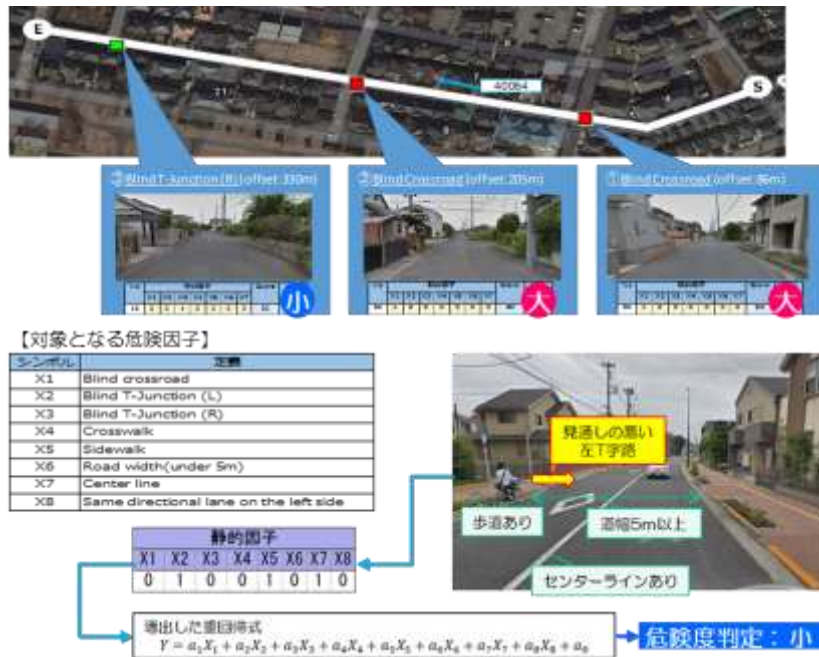 E
S
40064
③Blind T-Junction (R) (offset: 330m)
②Blind Crossroad (offset: 205m)
①Blind Crossroad (offset: 86m)
小
大
大
【対象となる危険因子】
シンボル 定義
X1 Blind crossroad
X2 Blind T-Junction (L)
X3 Blind T-Junction (R)
X4 Crosswalk
X5 Sidewalk
X6 Road width(under 5m)
X7 Center line
X8 Same directional lane on the left side
見通しの悪い
左T字路
歩道あり
道幅5m以上
センターラインあり
静的因子
X1 X2 X3 X4 X5 X6 X7 X8
0 1 0 0 1 0 1 0
導出した重回帰式
Y = a₁X₁ + a₂X₂ + a₃X₃ + a₄X₄ + a₅X₅ + a₆X₆ + a₇X₇ + a₈X₈ + a₀
危険度判定：小